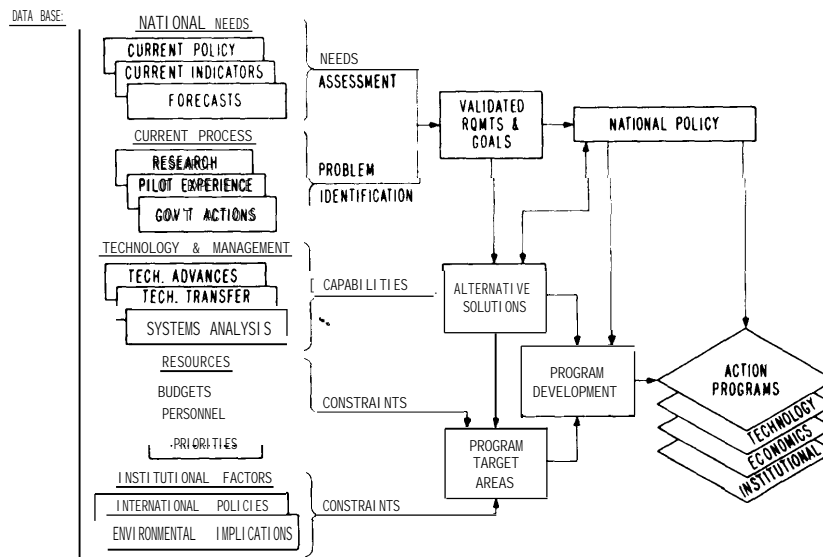 DATA BASE:
NATIONAL NEEDS
CURRENT POLICY
CURRENT INDICATORS
FORECASTS
NEEDS
ASSESSMENT
CURRENT PROCESS
RESEARCH
PILOT EXPERIENCE
GOV'T ACTIONS
PROBLEM
IDENTIFICATION
TECHNOLOGY & MANAGEMENT
TECH. ADVANCES
TECH. TRANSFER
SYSTEMS ANALYSIS
CAPABILITIES
RESOURCES
BUDGETS
PERSONNEL
PRIORITIES
CONSTRAINTS
INSTITUTIONAL FACTORS
INTERNATIONAL POLICIES
ENVIRONMENTAL IMPLICATIONS
CONSTRAINTS
VALIDATED
RQMTS &
GOALS
NATIONAL POLICY
ALTERNATIVE
SOLUTIONS
PROGRAM
DEVELOPMENT
PROGRAM
TARGET
AREAS
ACTION
PROGRAMS
TECHNOLOGY
ECONOMICS
INSTITUTIONAL